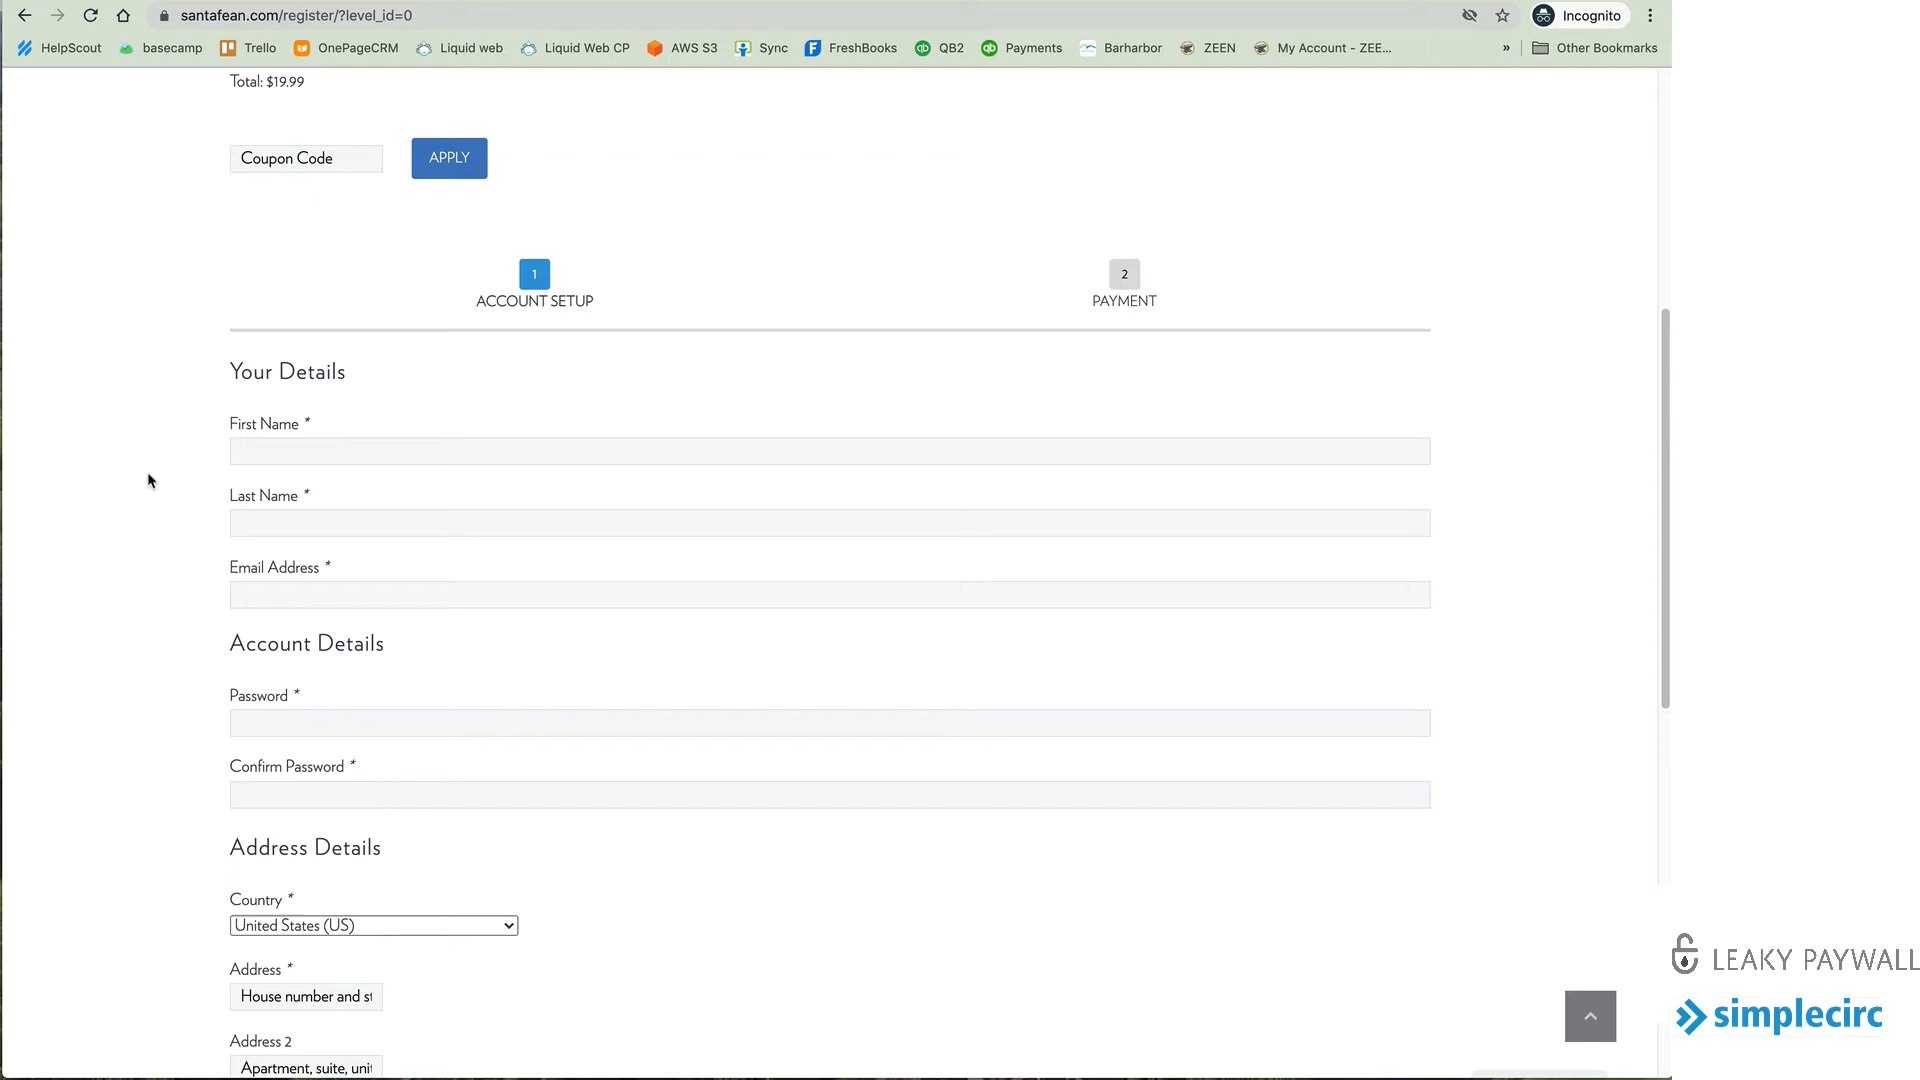 santafean.com/register/?level_id=0
Incognito
HelpScout basecamp Trello OnePageCRM Liquid web Liquid Web CP AWS S3 Sync FreshBooks QB2 Payments Barharbor ZEEN My Account - ZEE... » Other Bookmarks
Total: $19.99
Coupon Code APPLY
1 2
ACCOUNT SETUP PAYMENT
Your Details
First Name *
Last Name *
Email Address *
Account Details
Password *
Confirm Password *
Address Details
Country *
United States (US)
Address *
House number and st
Address 2
Apartment, suite, unit
LEAKY PAYWALL
simplecirc